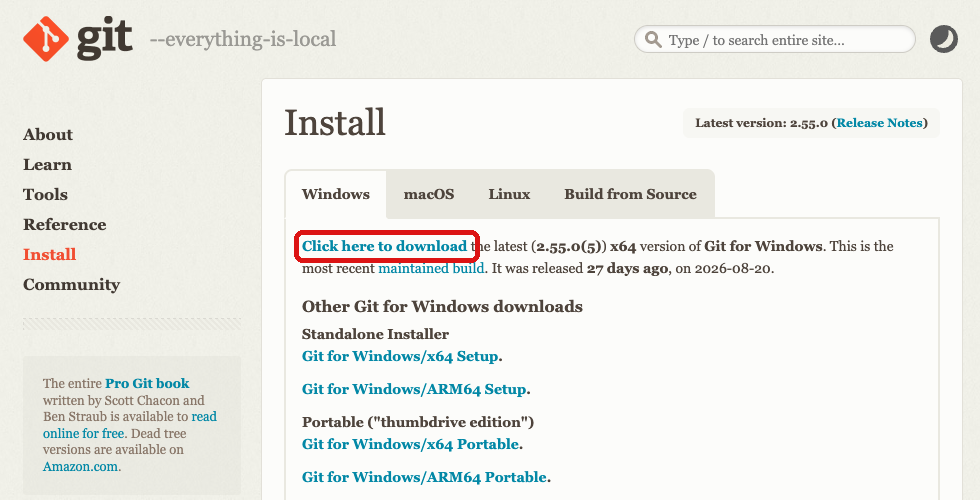 git --everything-is-local
Type / to search entire site...
About
Learn
Tools
Reference
Install
Community
The entire Pro Git book
written by Scott Chacon and
Ben Straub is available to read
online for free. Dead tree
versions are available on
Amazon.com.
Install
Latest version: 2.55.0 (Release Notes)
Windows macOS Linux Build from Source
Click here to download the latest (2.55.0(5)) x64 version of Git for Windows. This is the
most recent maintained build. It was released 27 days ago, on 2026-08-20.
Other Git for Windows downloads
Standalone Installer
Git for Windows/x64 Setup.
Git for Windows/ARM64 Setup.
Portable ("thumbdrive edition")
Git for Windows/x64 Portable.
Git for Windows/ARM64 Portable.